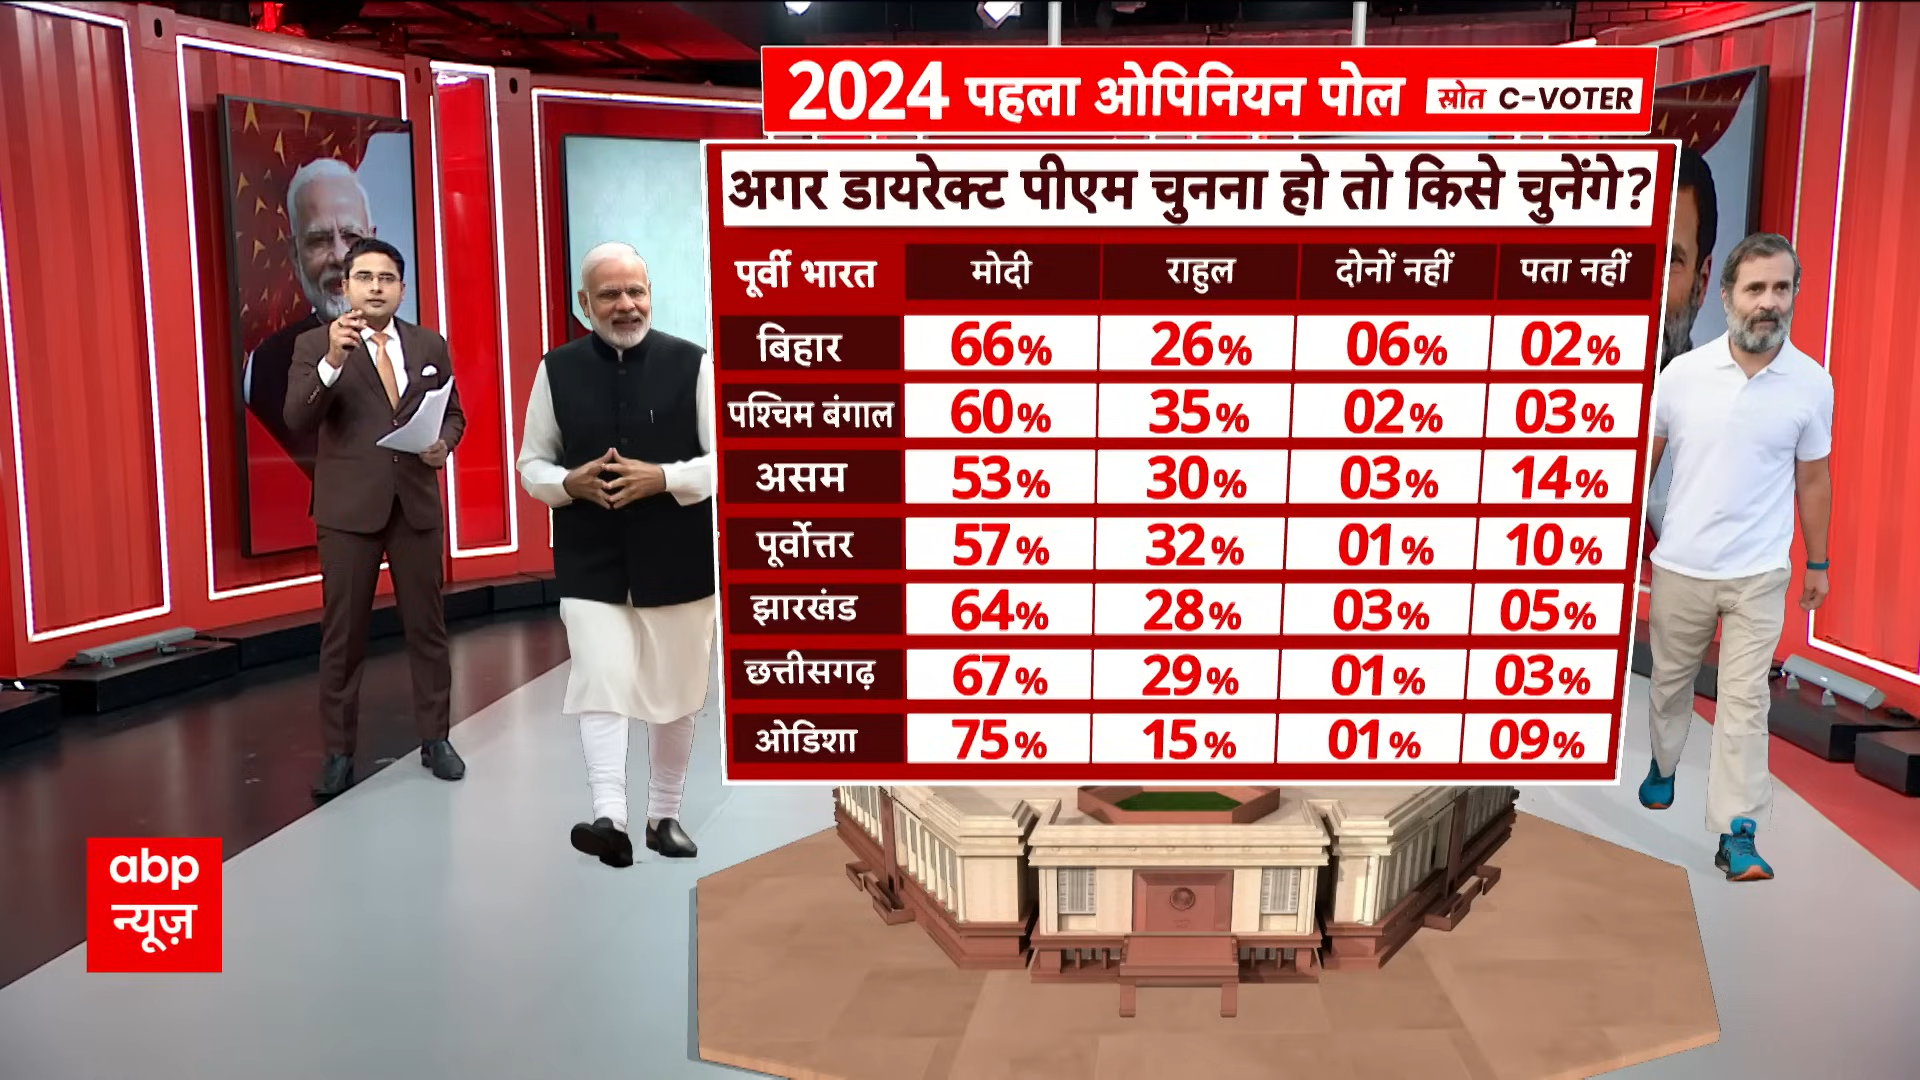 2024 पहला ओपिनियन पोल स्रोत C-VOTER
अगर डायरेक्ट पीएम चुनना हो तो किसे चुनेंगे?
पूर्वी भारत मोदी राहुल दोनों नहीं पता नहीं
बिहार 66% 26% 06% 02%
पश्चिम बंगाल 60% 35% 02% 03%
असम 53% 30% 03% 14%
पूर्वोत्तर 57% 32% 01% 10%
झारखंड 64% 28% 03% 05%
छत्तीसगढ़ 67% 29% 01% 03%
ओडिशा 75% 15% 01% 09%
abp
न्यूज़